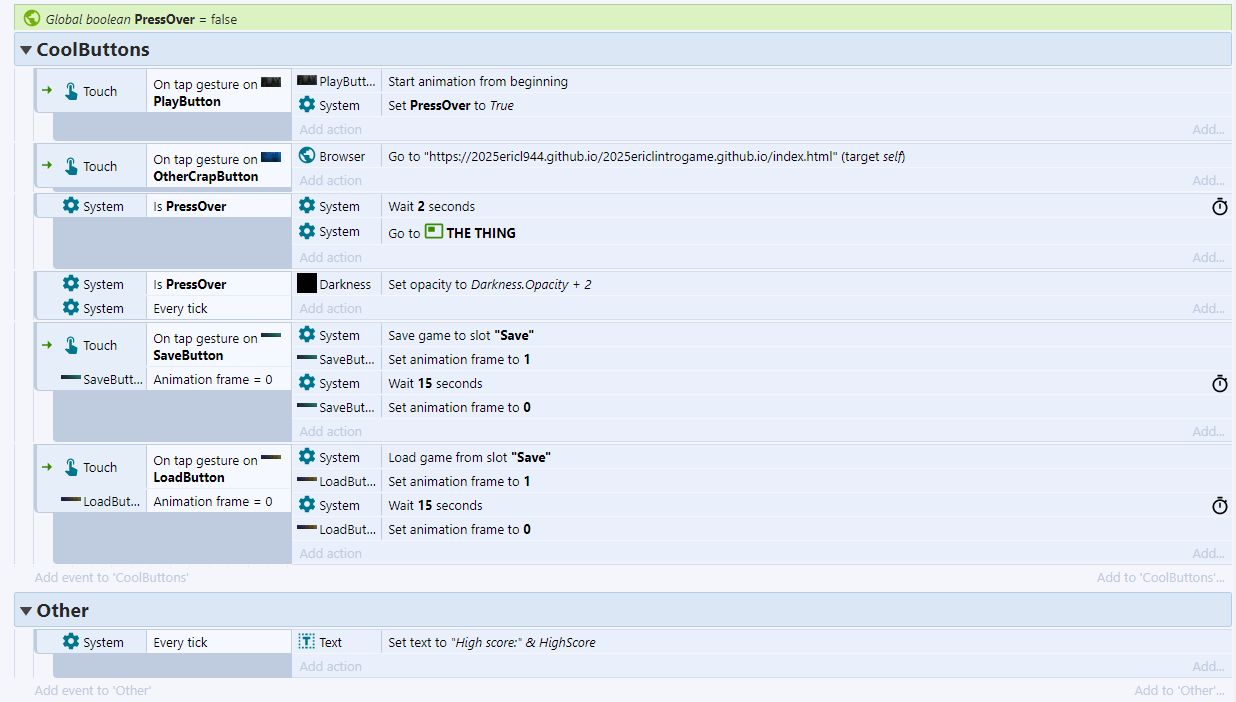 Global boolean PressOver = false
CoolButtons
Touch On tap gesture on PlayButton PlayButt... Start animation from beginning
System Set PressOver to True
Add action Add...
Touch On tap gesture on OtherCrapButton Browser Go to "https://2025ericl944.github.io/2025ericlintrogame.github.io/index.html" (target self)
Add action Add...
System Is PressOver System Wait 2 seconds
System Go to THE THING
Add action Add...
System Is PressOver Darkness Set opacity to Darkness.Opacity + 2
System Every tick Add action Add...
Touch On tap gesture on SaveButton System Save game to slot "Save"
SaveBut... Set animation frame to 1
SaveButt... Animation frame = 0 System Wait 15 seconds
SaveBut... Set animation frame to 0
Add action Add...
Touch On tap gesture on LoadButton System Load game from slot "Save"
LoadBut... Set animation frame to 1
LoadBut... Animation frame = 0 System Wait 15 seconds
LoadBut... Set animation frame to 0
Add action Add...
Add event to 'CoolButtons' Add to 'CoolButtons'...
Other
System Every tick Text Set text to "High score:" & HighScore
Add action Add...
Add event to 'Other' Add to 'Other'...